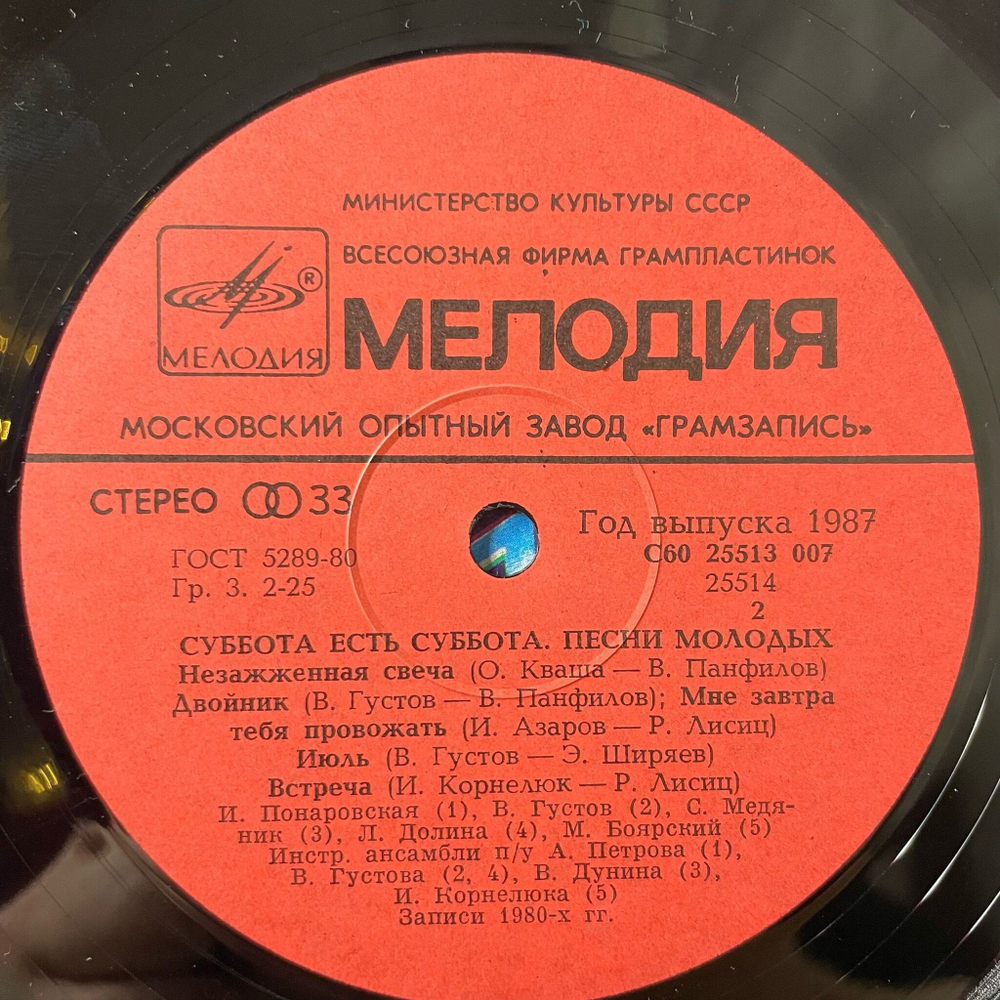 МИНИСТЕРСТВО КУЛЬТУРЫ СССР
ВСЕСОЮЗНАЯ ФИРМА ГРАМПЛАСТИНОК
®
МЕЛОДИЯ
МЕЛОДИЯ
МОСКОВСКИЙ ОПЫТНЫЙ ЗАВОД «ГРАМЗАПИСЬ»
СТЕРЕО 33
Год выпуска 1987
ГОСТ 5289-80
С60 25513 007
Гр. 3. 2-25
25514
2
СУББОТА ЕСТЬ СУББОТА. ПЕСНИ МОЛОДЫХ
Незажженная свеча (О. Кваша — В. Панфилов)
Двойник (В. Густов — В. Панфилов); Мне завтра
тебя провожать (И. Азаров — Р. Лисиц)
Июль (В. Густов — Э. Ширяев)
Встреча (И. Корнелюк — Р. Лисиц)
И. Понаровская (1), В. Густов (2), С. Медя-
ник (3), Л. Долина (4), М. Боярский (5)
Инстр. ансамбли п/у А. Петрова (1),
В. Густова (2, 4), В. Дунина (3),
И. Корнелюка (5)
Записи 1980-х гг.